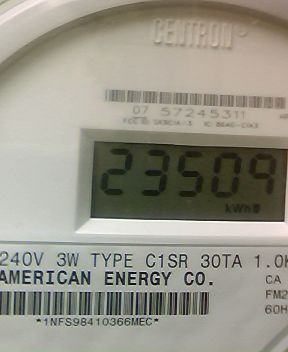 CENTRON®
07 57245311
23509
kWh
240V 3W TYPE C1SR 30TA 1.0K
AMERICAN ENERGY CO.
CA
FM2
60H
*1NFS98410366MEC*